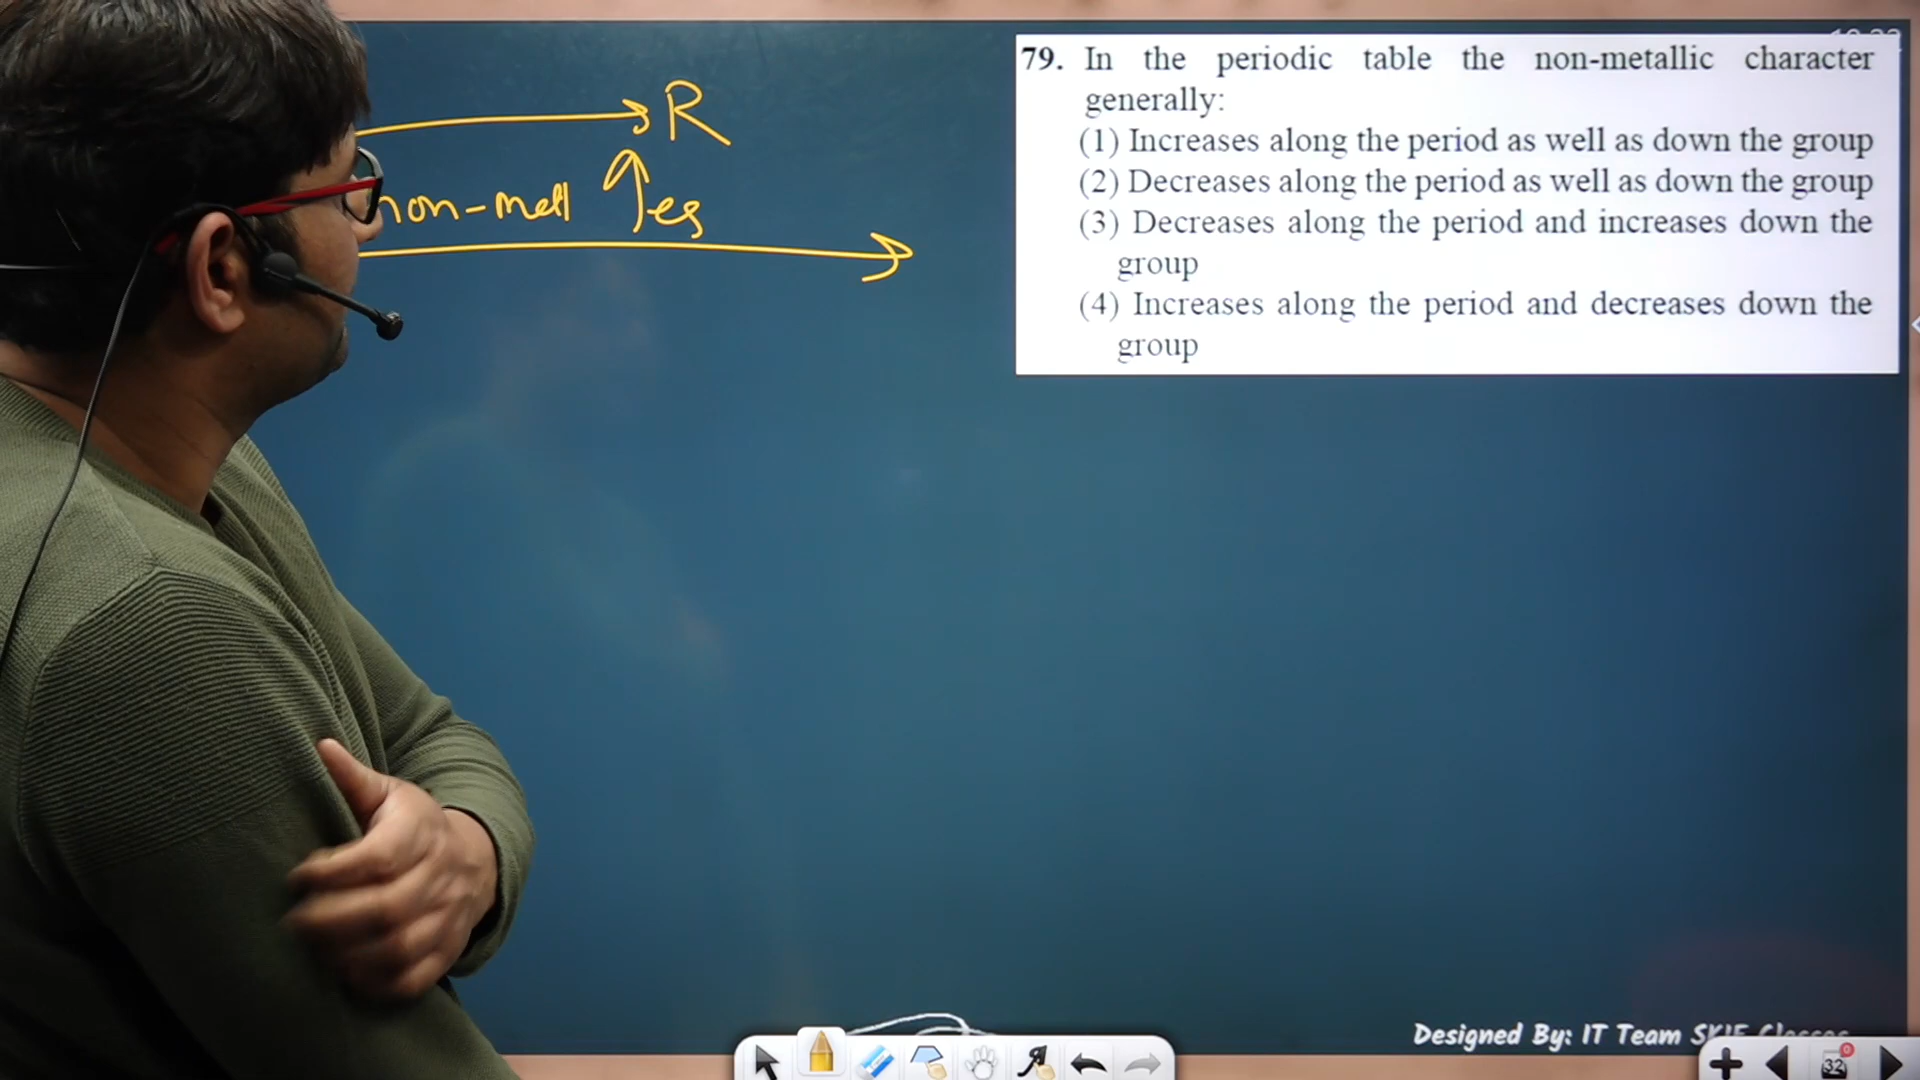 R
non-mell ↑es
79. In the periodic table the non-metallic character
generally:
(1) Increases along the period as well as down the group
(2) Decreases along the period as well as down the group
(3) Decreases along the period and increases down the
group
(4) Increases along the period and decreases down the
group
Designed By: IT Team
32
0